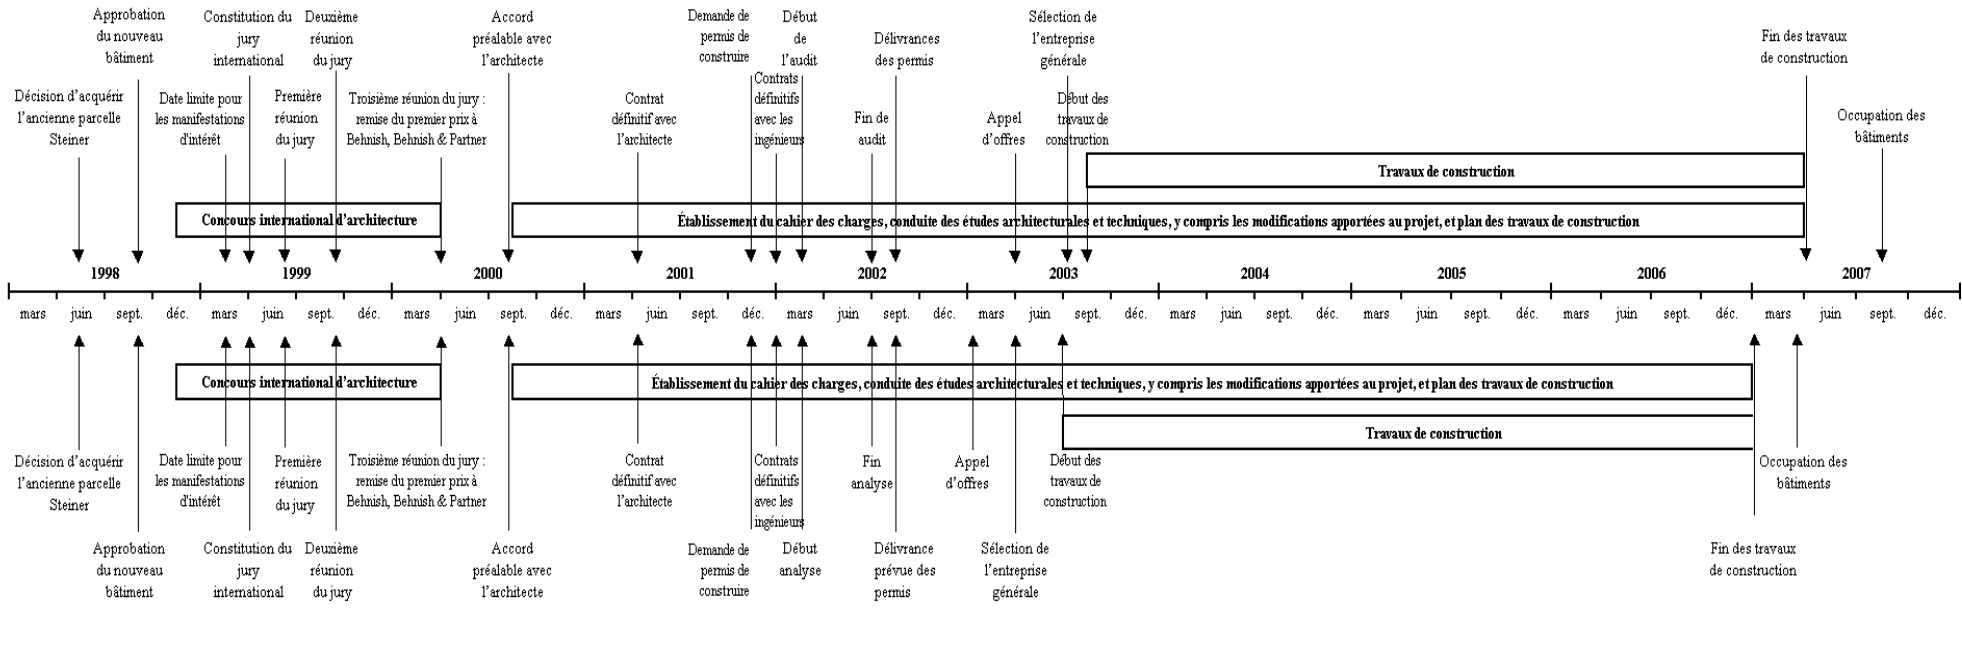 Approbation
du nouveau
bâtiment
Constitution du
jury
international
Deuxième
réunion
du jury
Accord
préalable avec
l'architecte
Demande de
permis de
construire
Début
de
l'audit
Délivrances
des permis
Sélection de
l'entreprise
générale
Fin des travaux
de construction
Décision d'acquérir
l'ancienne parcelle
Steiner
Date limite pour
les manifestations
d'intérêt
Première
réunion
du jury
Troisième réunion du jury :
remise du premier prix à
Behnish, Behnish & Partner
Contrat
définitif avec
l'architecte
Contrats
définitifs
avec les
ingénieurs
Fin de
audit
Appel
d'offres
Début des
travaux de
construction
Occupation des
bâtiments
Travaux de construction
Concours international d'architecture
Établissement du cahier des charges, conduite des études architecturales et techniques, y compris les modifications apportées au projet, et plan des travaux de construction
1998 1999 2000 2001 2002 2003 2004 2005 2006 2007
mars juin sept. déc. mars juin sept. déc. mars juin sept. déc. mars juin sept. déc. mars juin sept. déc. mars juin sept. déc. mars juin sept. déc. mars juin sept. déc. mars juin sept. déc. mars juin sept. déc.
Concours international d'architecture
Établissement du cahier des charges, conduite des études architecturales et techniques, y compris les modifications apportées au projet, et plan des travaux de construction
Travaux de construction
Décision d'acquérir
l'ancienne parcelle
Steiner
Date limite pour
les manifestations
d'intérêt
Première
réunion
du jury
Troisième réunion du jury :
remise du premier prix à
Behnish, Behnish & Partner
Contrat
définitif avec
l'architecte
Contrats
définitifs
avec les
ingénieurs
Fin
analyse
Appel
d'offres
Début des
travaux de
construction
Occupation des
bâtiments
Approbation
du nouveau
bâtiment
Constitution du
jury
international
Deuxième
réunion
du jury
Accord
préalable avec
l'architecte
Demande de
permis de
construire
Début
analyse
Délivrance
prévue des
permis
Sélection de
l'entreprise
générale
Fin des travaux
de construction